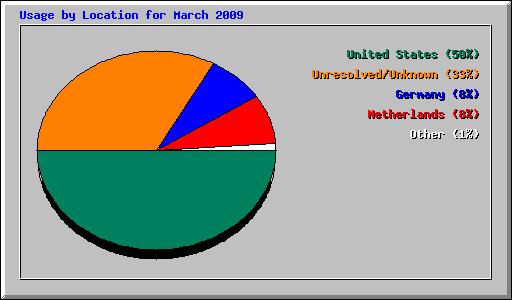 Usage by Location for March 2009
United States (50%)
Unresolved/Unknown (33%)
Germany (8%)
Netherlands (8%)
Other (1%)